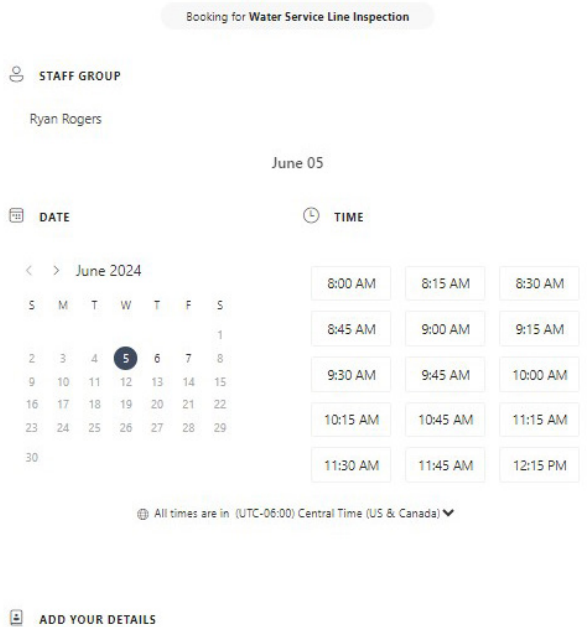 Booking for Water Service Line Inspection
STAFF GROUP
Ryan Rogers
June 05
DATE
TIME
< > June 2024
S M T W T F S
1
2 3 4 5 6 7 8
9 10 11 12 13 14 15
16 17 18 19 20 21 22
23 24 25 26 27 28 29
30
8:00 AM 8:15 AM 8:30 AM
8:45 AM 9:00 AM 9:15 AM
9:30 AM 9:45 AM 10:00 AM
10:15 AM 10:45 AM 11:15 AM
11:30 AM 11:45 AM 12:15 PM
All times are in (UTC-06:00) Central Time (US & Canada)
ADD YOUR DETAILS